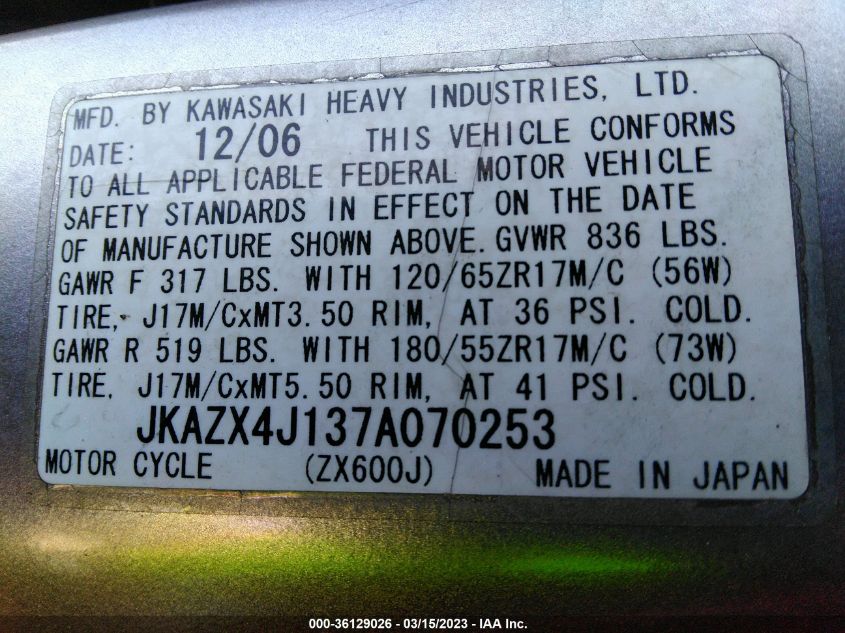 MFD. BY KAWASAKI HEAVY INDUSTRIES, LTD.
DATE: 12/06 THIS VEHICLE CONFORMS
TO ALL APPLICABLE FEDERAL MOTOR VEHICLE
SAFETY STANDARDS IN EFFECT ON THE DATE
OF MANUFACTURE SHOWN ABOVE. GVWR 836 LBS.
GAWR F 317 LBS. WITH 120/65ZR17M/C (56W)
TIRE, J17M/CxMT3.50 RIM, AT 36 PSI. COLD.
GAWR R 519 LBS. WITH 180/55ZR17M/C (73W)
TIRE, J17M/CxMT5.50 RIM, AT 41 PSI. COLD.
JKAZX4J137A070253
MOTOR CYCLE (ZX600J) MADE IN JAPAN
000-36129026 - 03/15/2023 - IAA Inc.